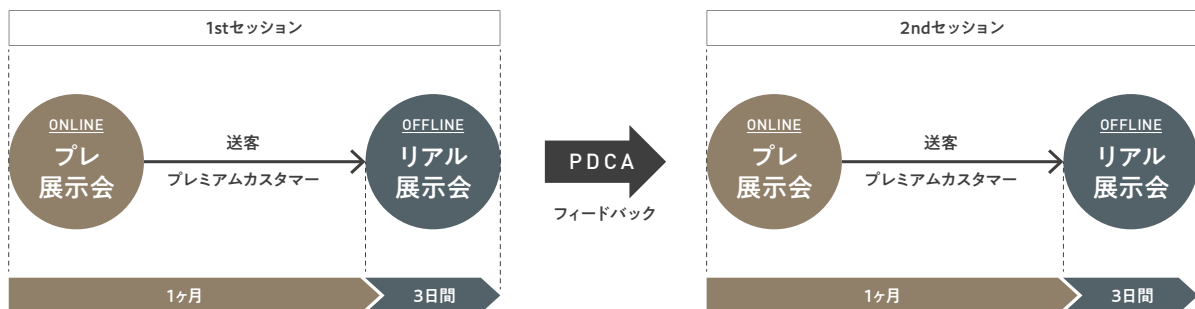 1stセッション
ONLINE
プレ
展示会
送客
プレミアムカスタマー
OFFLINE
リアル
展示会
1ヶ月
3日間
PDCA
フィードバック
2ndセッション
ONLINE
プレ
展示会
送客
プレミアムカスタマー
OFFLINE
リアル
展示会
1ヶ月
3日間